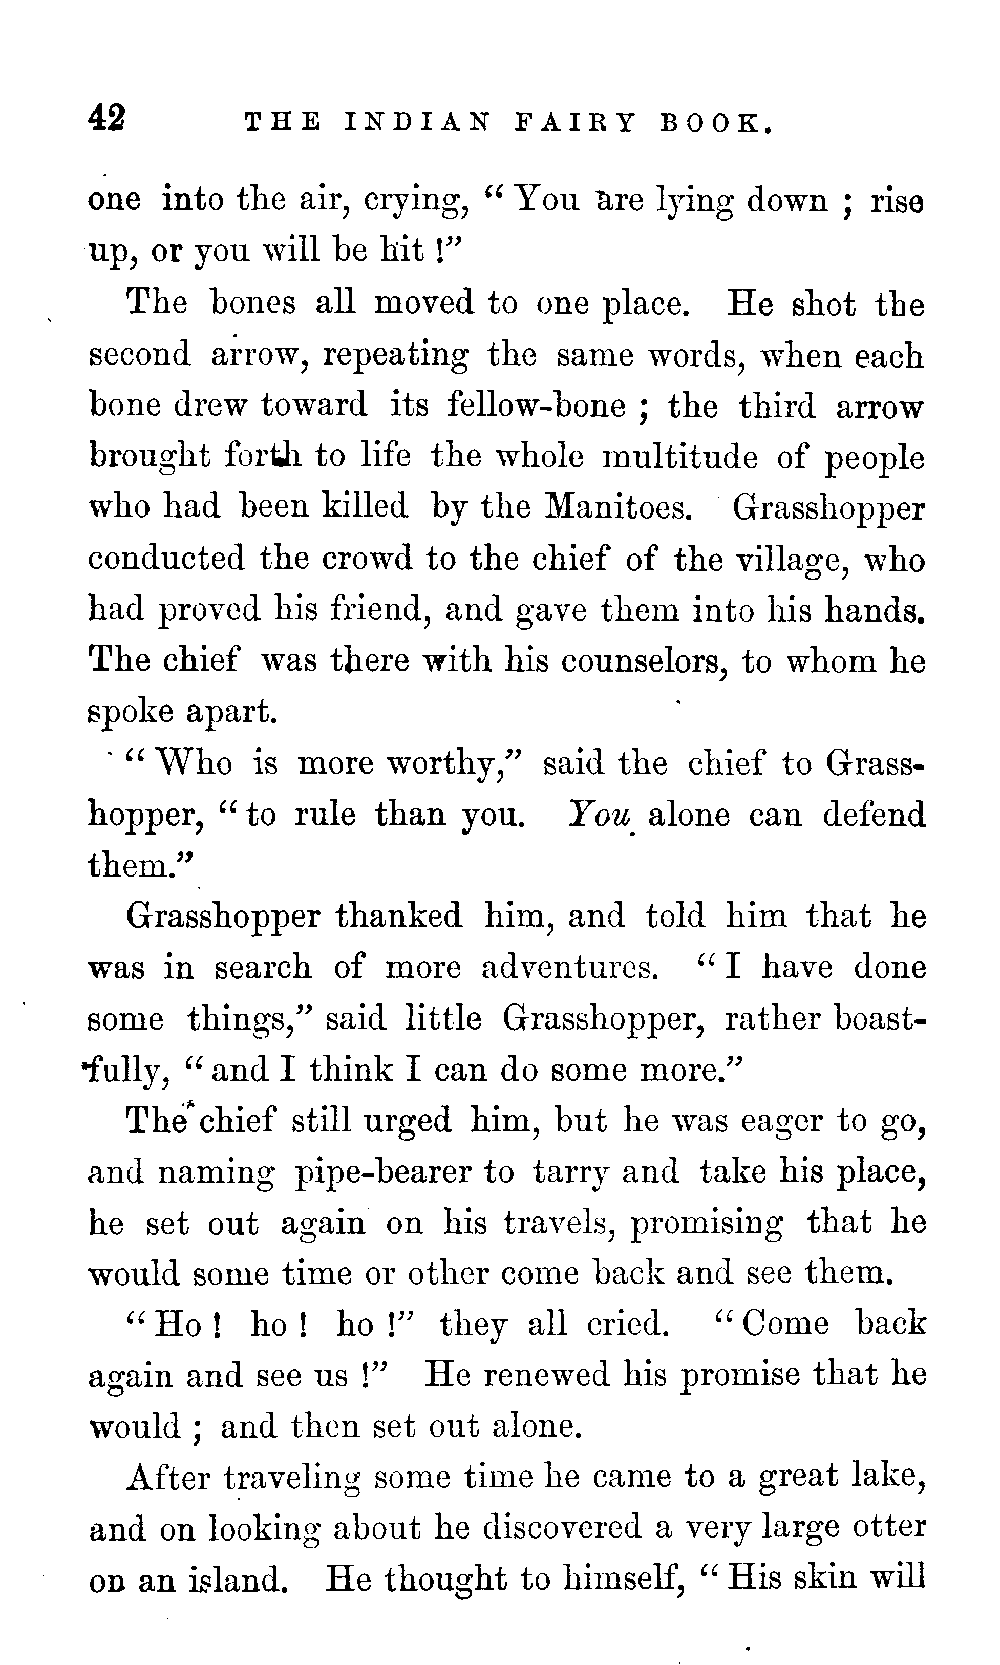 42 THE INDIAN FAIRY BOOK.
one into the air, crying, “ You are lying down ; rise
up, or you will be hit !”
The bones all moved to one place. He shot the
second arrow, repeating the same words, when each
bone drew toward its fellow-bone ; the third arrow
brought forth to life the whole multitude of people
who had been killed by the Manitoes. Grasshopper
conducted the crowd to the chief of the village, who
had proved his friend, and gave them into his hands.
The chief was there with his counselors, to whom he
spoke apart.
“ Who is more worthy,” said the chief to Grass-
hopper, “ to rule than you. You alone can defend
them.”
Grasshopper thanked him, and told him that he
was in search of more adventures. “ I have done
some things,” said little Grasshopper, rather boast-
fully, “ and I think I can do some more.”
The chief still urged him, but he was eager to go,
and naming pipe-bearer to tarry and take his place,
he set out again on his travels, promising that he
would some time or other come back and see them.
“ Ho ! ho ! ho !” they all cried. “ Come back
again and see us !” He renewed his promise that he
would ; and then set out alone.
After traveling some time he came to a great lake,
and on looking about he discovered a very large otter
on an island. He thought to himself, “ His skin will